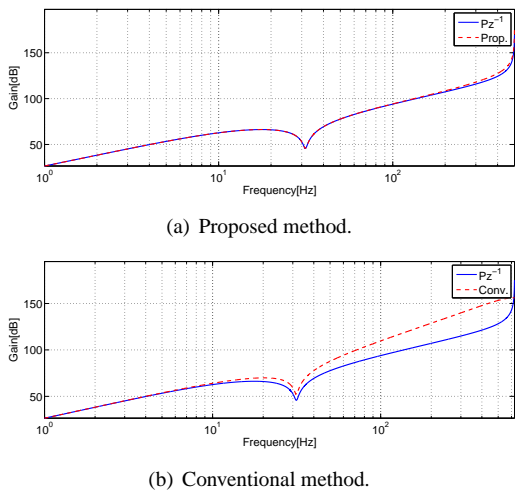 Pz⁻¹
Prop.
Gain[dB]
150
100
50
10⁰
10¹
10²
Frequency[Hz]
(a) Proposed method.
Pz⁻¹
Conv.
Gain[dB]
150
100
50
10⁰
10¹
10²
Frequency[Hz]
(b) Conventional method.